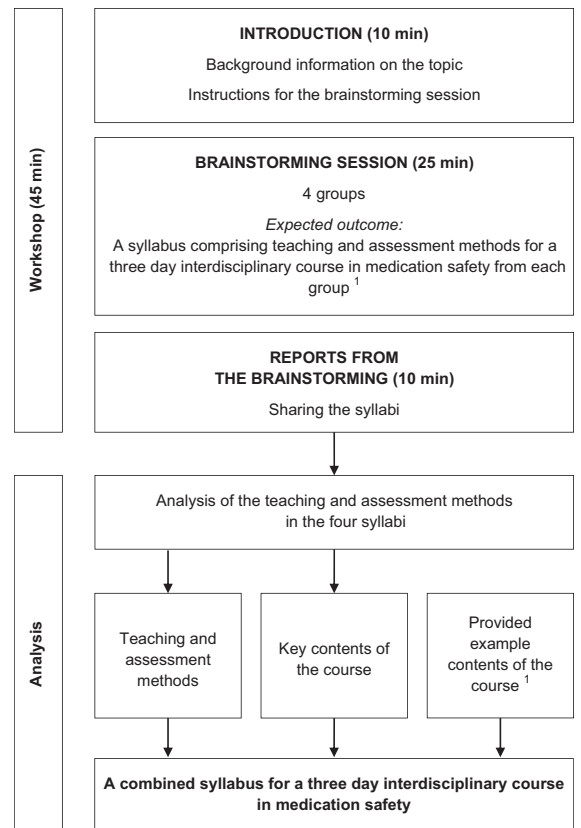 Workshop (45 min)
INTRODUCTION (10 min)
Background information on the topic
Instructions for the brainstorming session
BRAINSTORMING SESSION (25 min)
4 groups
Expected outcome:
A syllabus comprising teaching and assessment methods for a
three day interdisciplinary course in medication safety from each
group 1
REPORTS FROM
THE BRAINSTORMING (10 min)
Sharing the syllabi
Analysis
Analysis of the teaching and assessment methods
in the four syllabi
Teaching and
assessment
methods
Key contents of
the course
Provided
example
contents of the
course 1
A combined syllabus for a three day interdisciplinary course
in medication safety